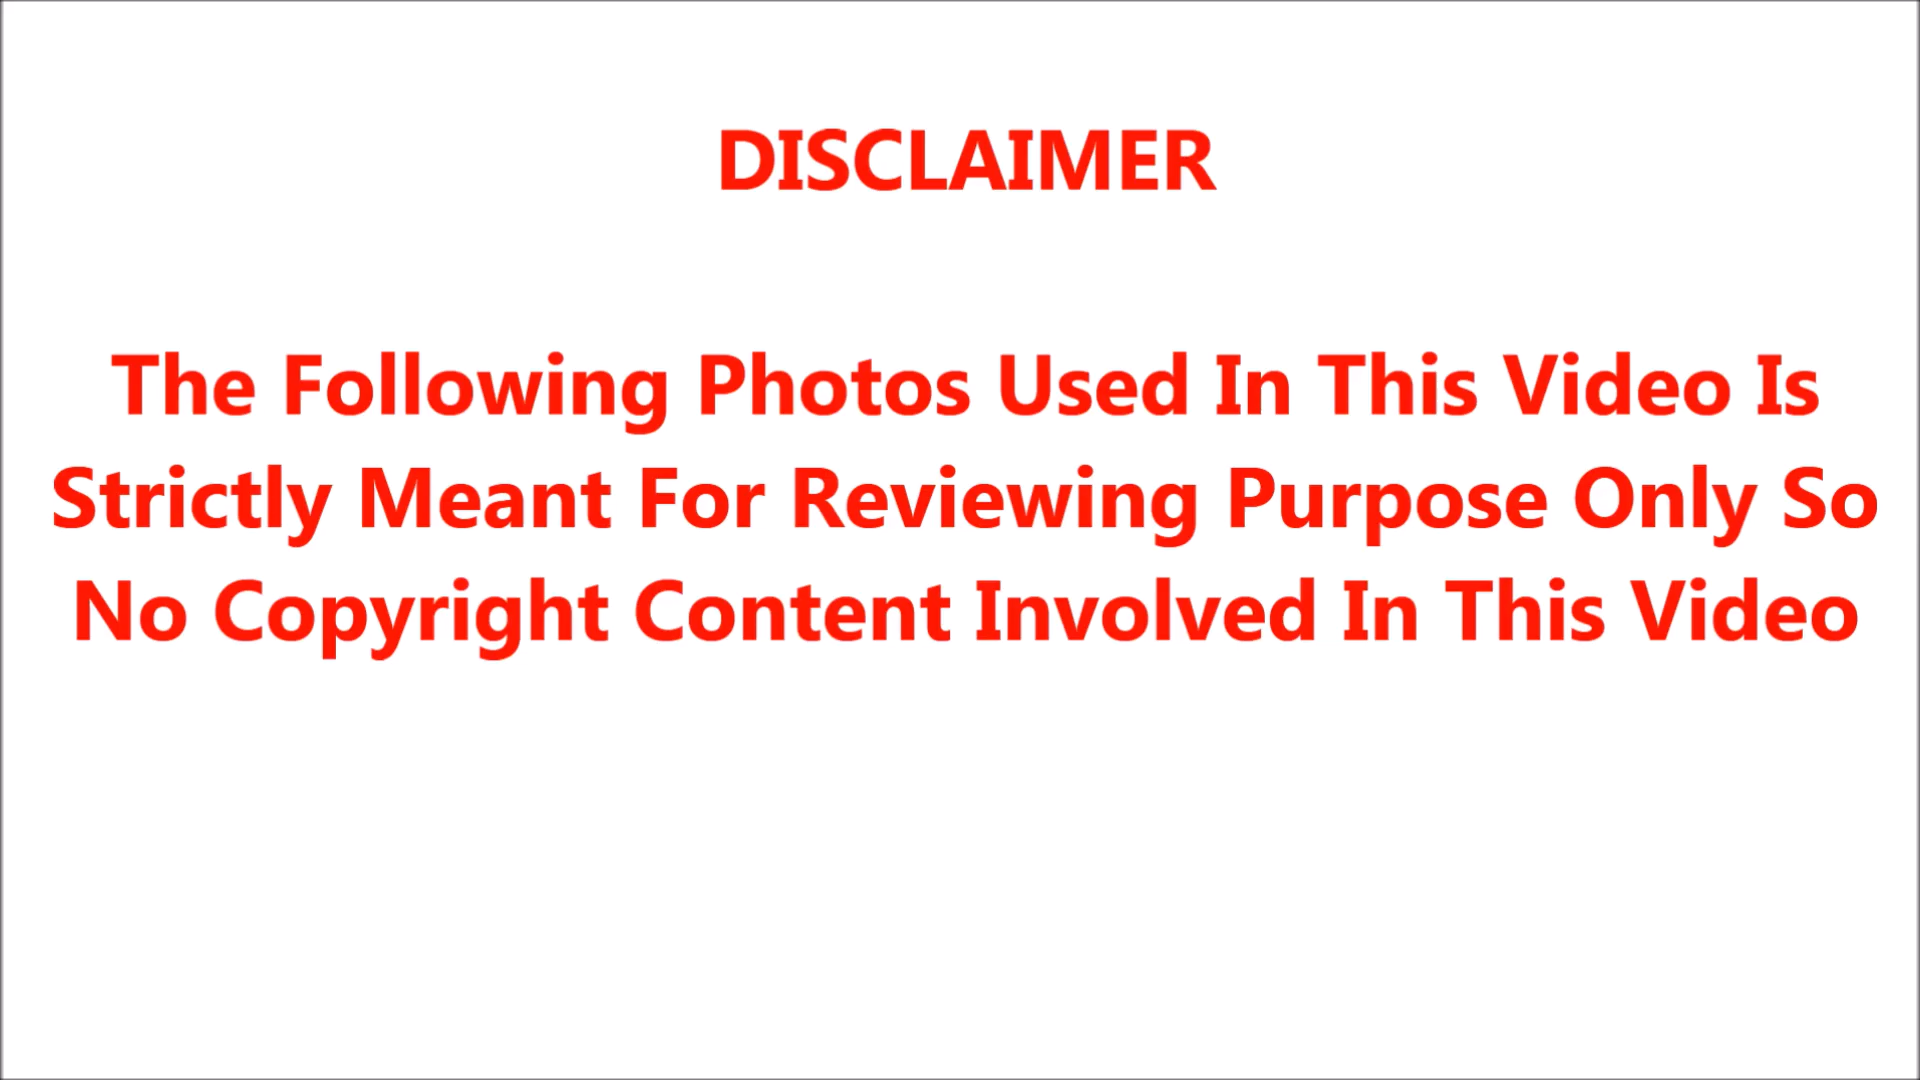 DISCLAIMER
The Following Photos Used In This Video Is
Strictly Meant For Reviewing Purpose Only So
No Copyright Content Involved In This Video